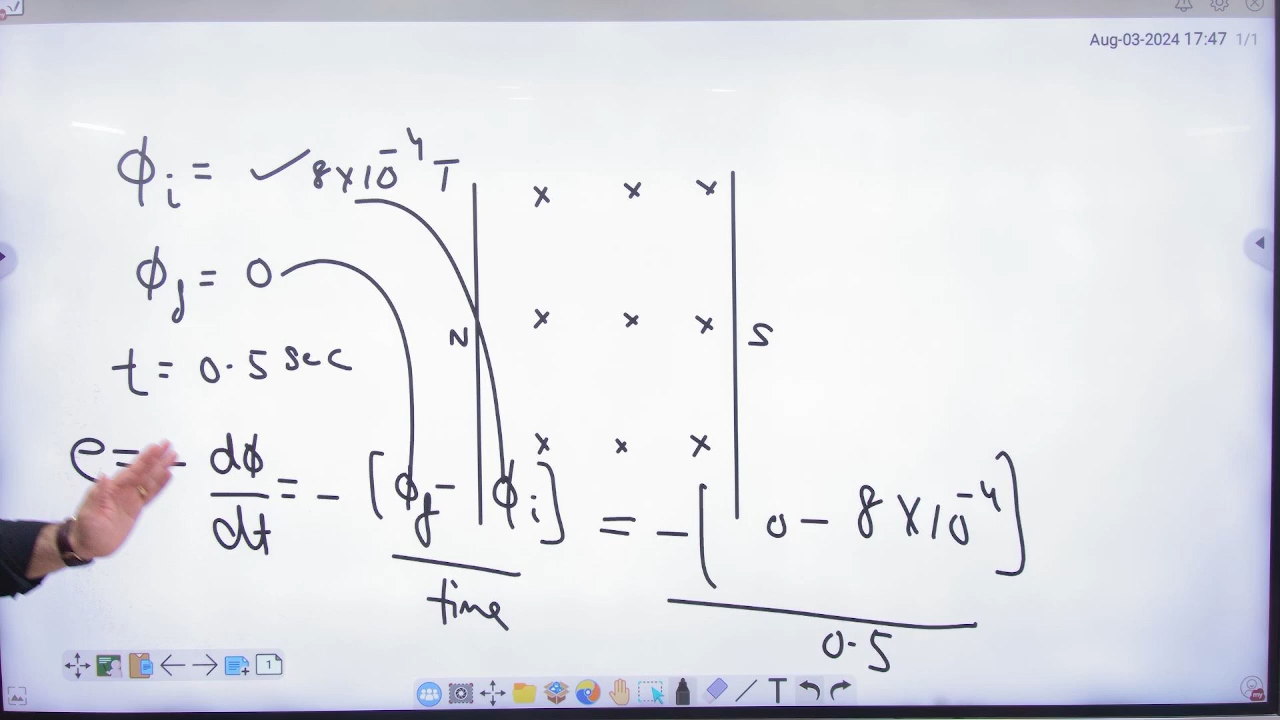 Aug-03-2024 17:47 1/1
ϕi = ✓ 8×10⁻⁴ T
× × ×
ϕf = 0
× × ×
N S
t = 0.5 sec
× × ×
e = - dϕ/dt = - [ϕf - ϕi]/time = - [0 - 8×10⁻⁴]/0.5
1
T